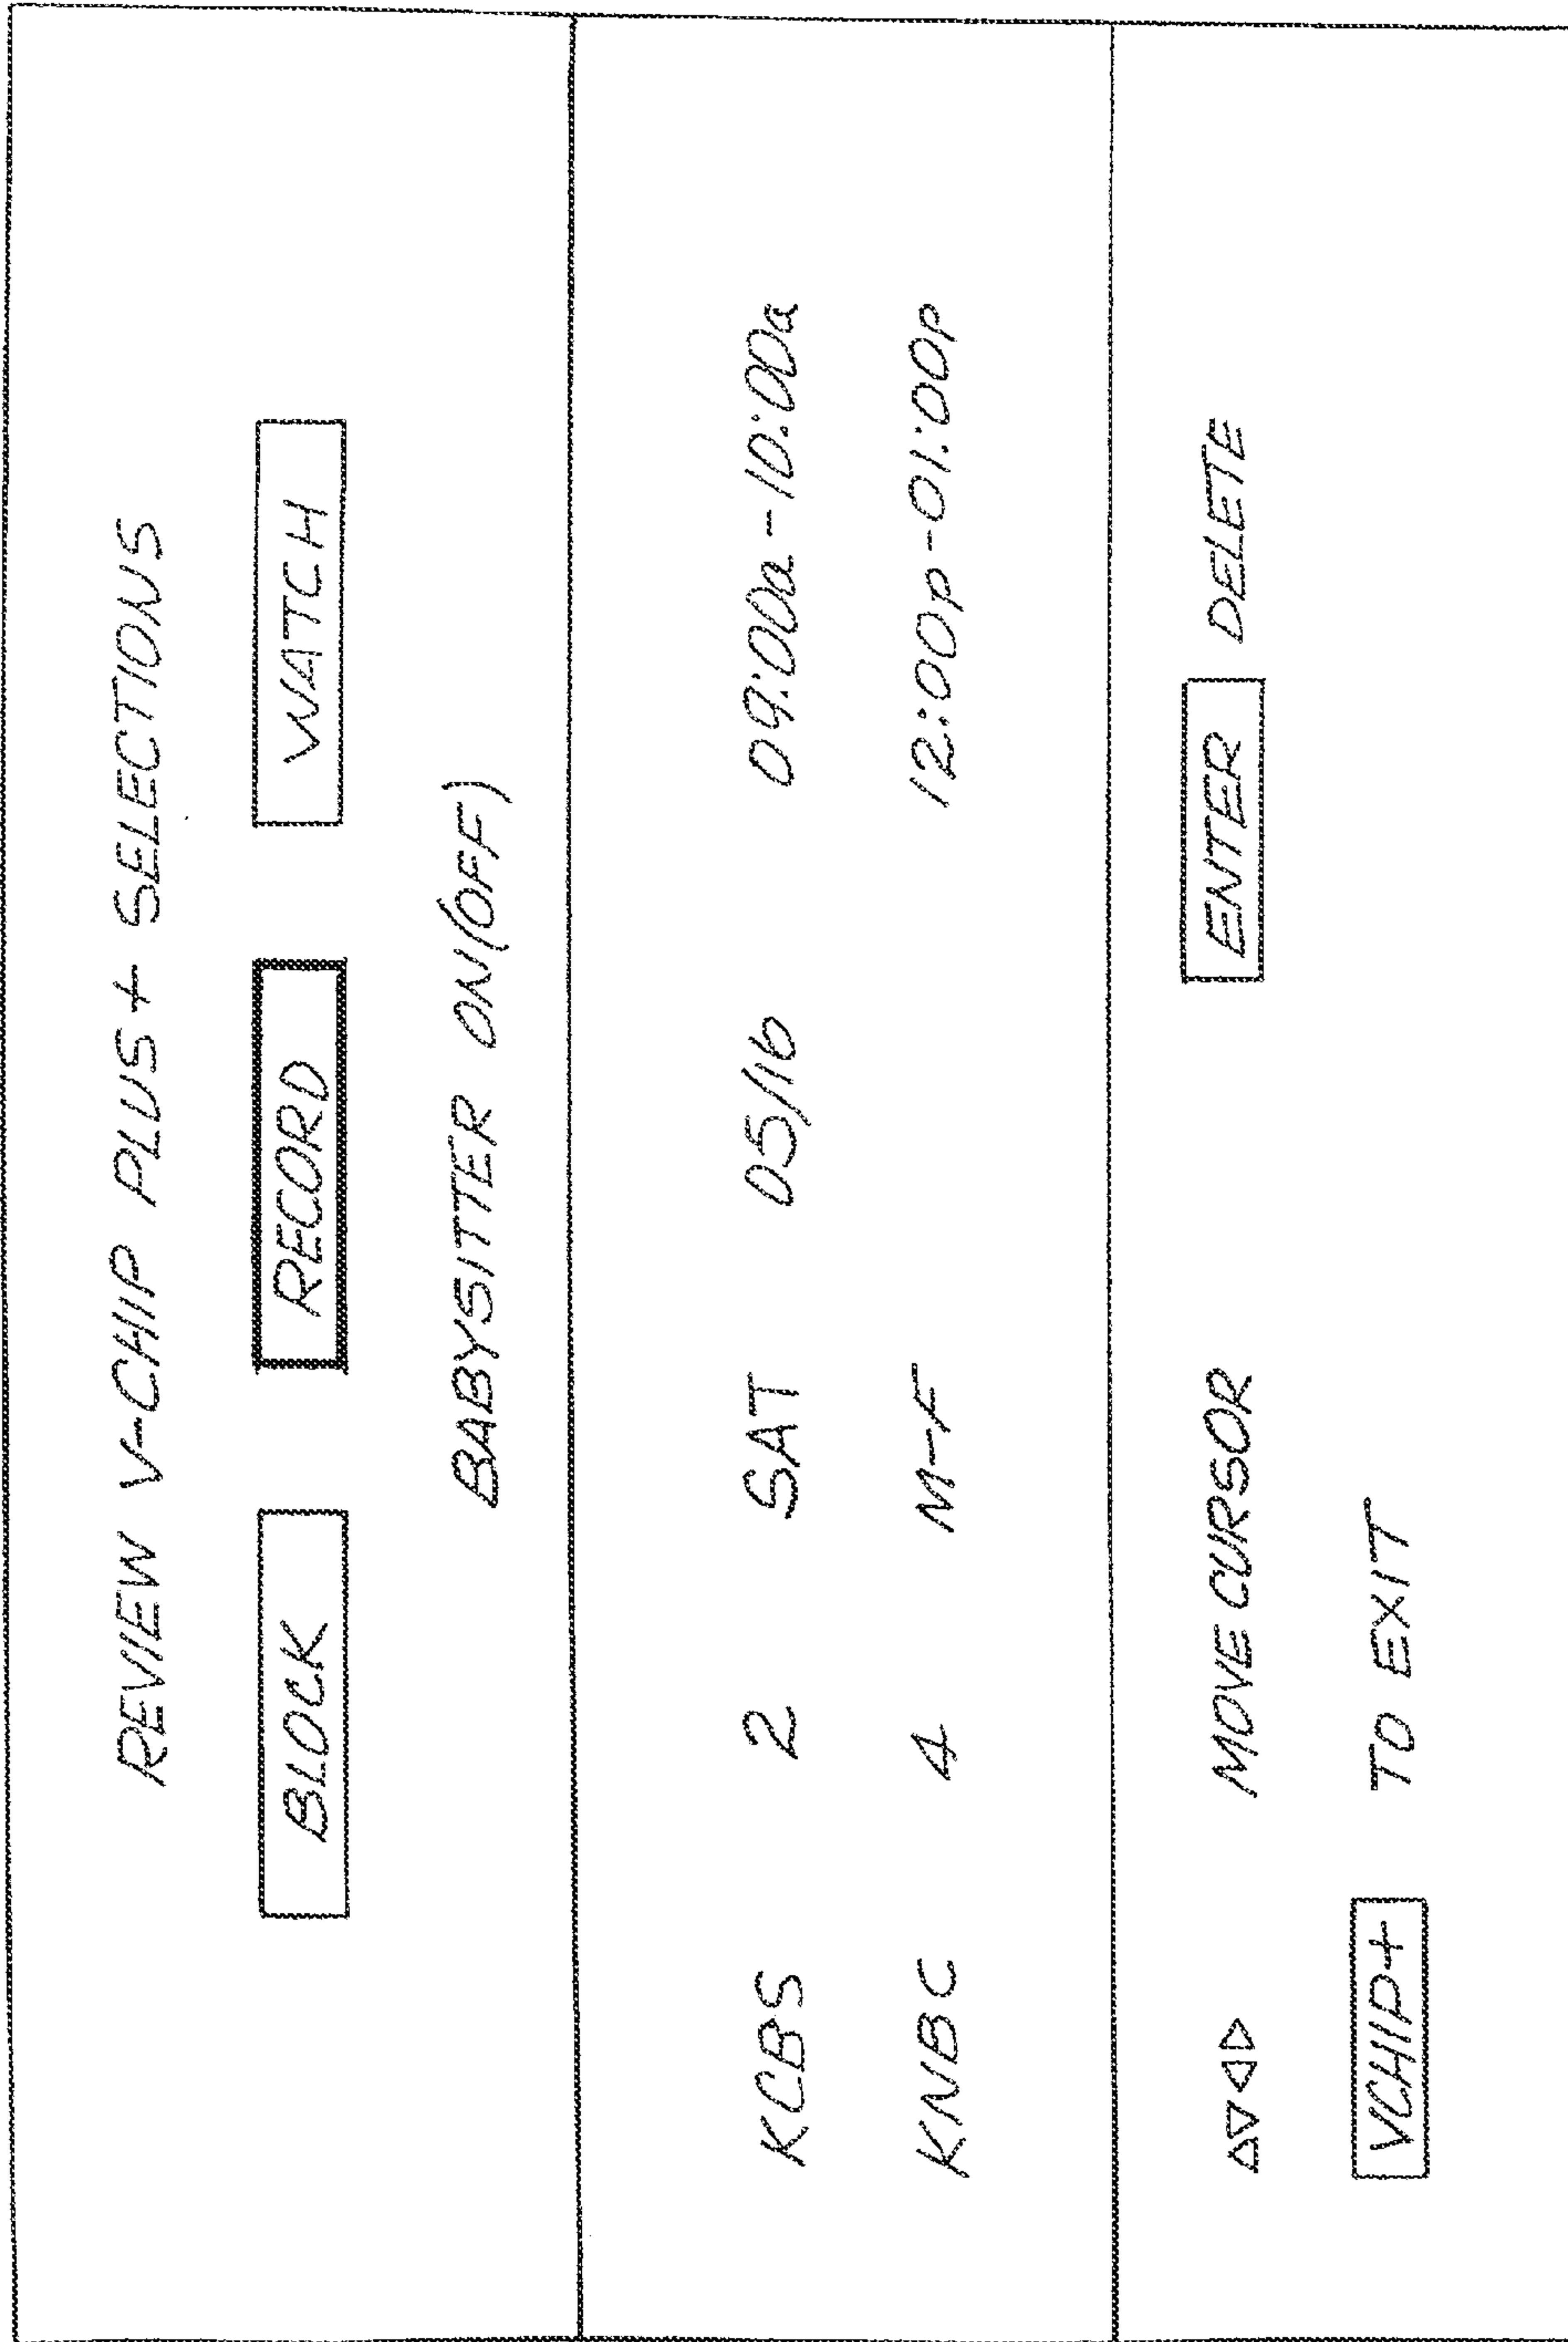 REVIEW V-CHIP PLUS+ SELECTIONS
BLOCK RECORD WATCH
BABYSITTER ON(OFF)
KCBS 2 SAT 05/16 09:00a-10:00a
KNBC 4 M-F 12:00p-01:00p
△▽◁▷ MOVE CURSOR ENTER DELETE
VCHIP+ TO EXIT